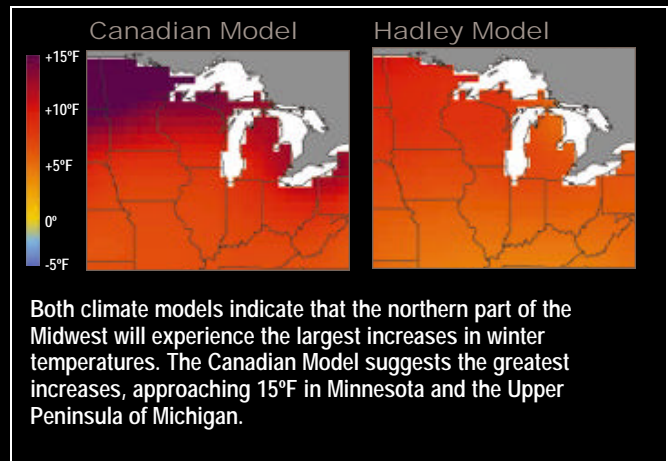 Canadian Model
Hadley Model
+15ºF
+10ºF
+5ºF
0º
-5ºF
Both climate models indicate that the northern part of the
Midwest will experience the largest increases in winter
temperatures. The Canadian Model suggests the greatest
increases, approaching 15ºF in Minnesota and the Upper
Peninsula of Michigan.